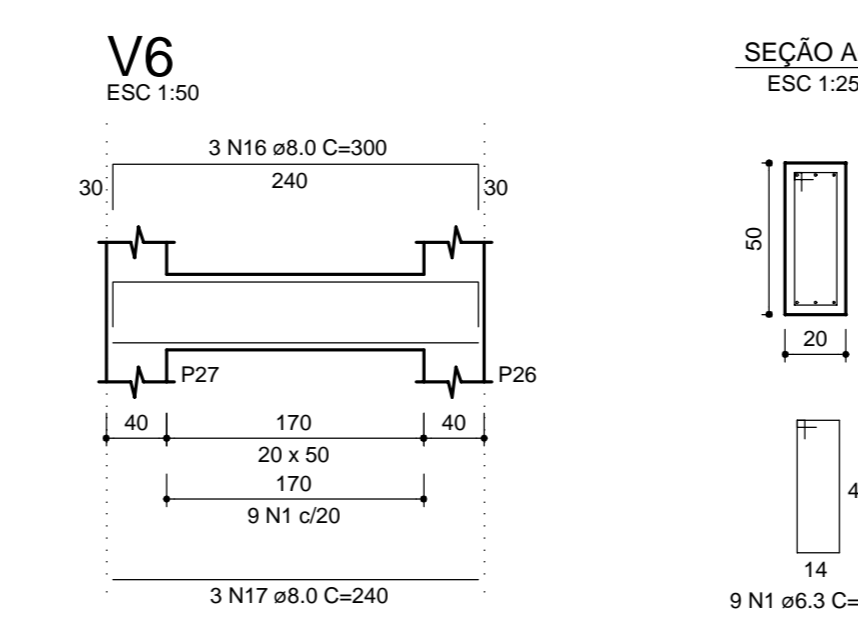 V6
ESC 1:50
3 N16 ø8.0 C=300
30 240 30
P27 P26
40 170 40
20 x 50
170
9 N1 c/20
3 N17 ø8.0 C=240
SEÇÃO A
ESC 1:25
50
20
4
14
9 N1 ø6.3 C=